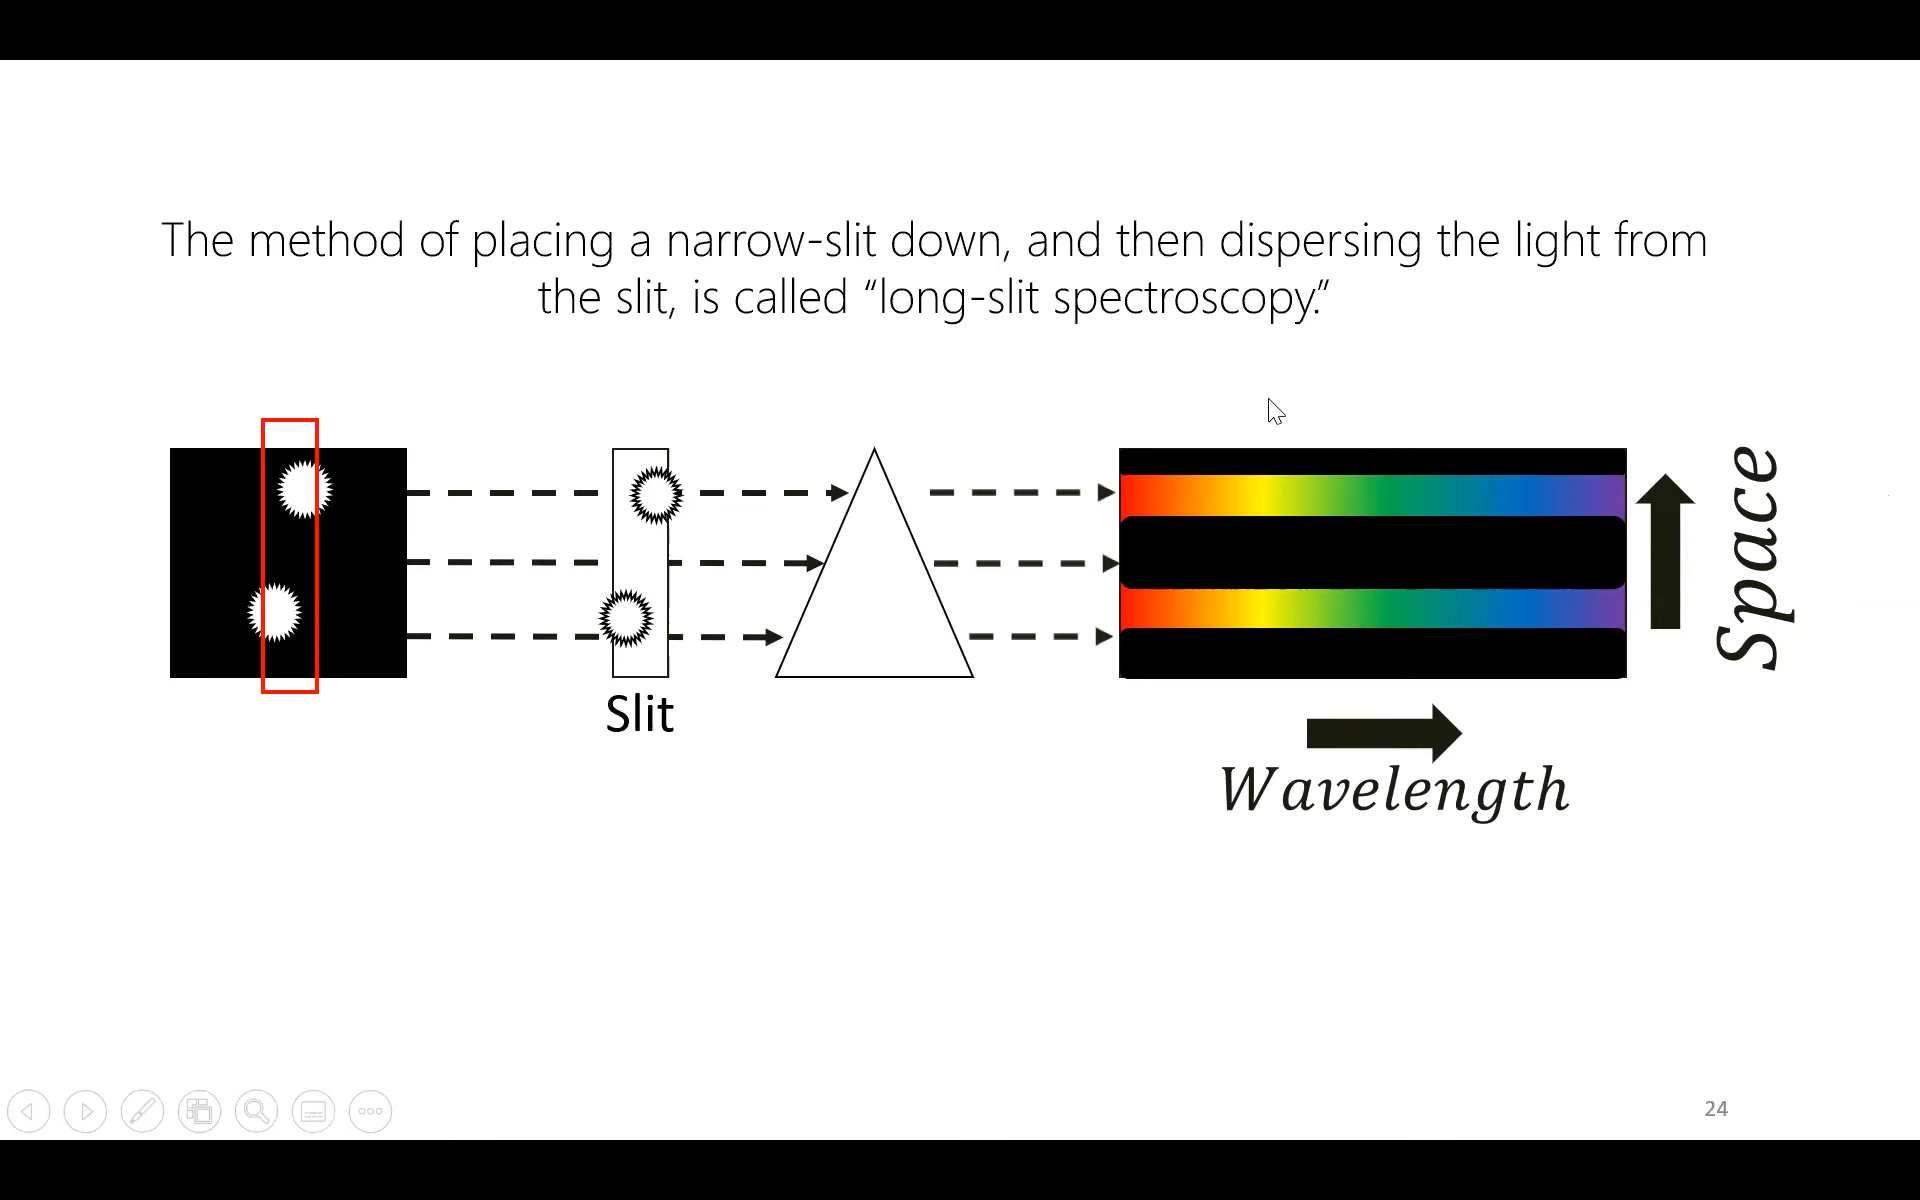 The method of placing a narrow-slit down, and then dispersing the light from
the slit, is called “long-slit spectroscopy.”
Slit
Space
Wavelength
24